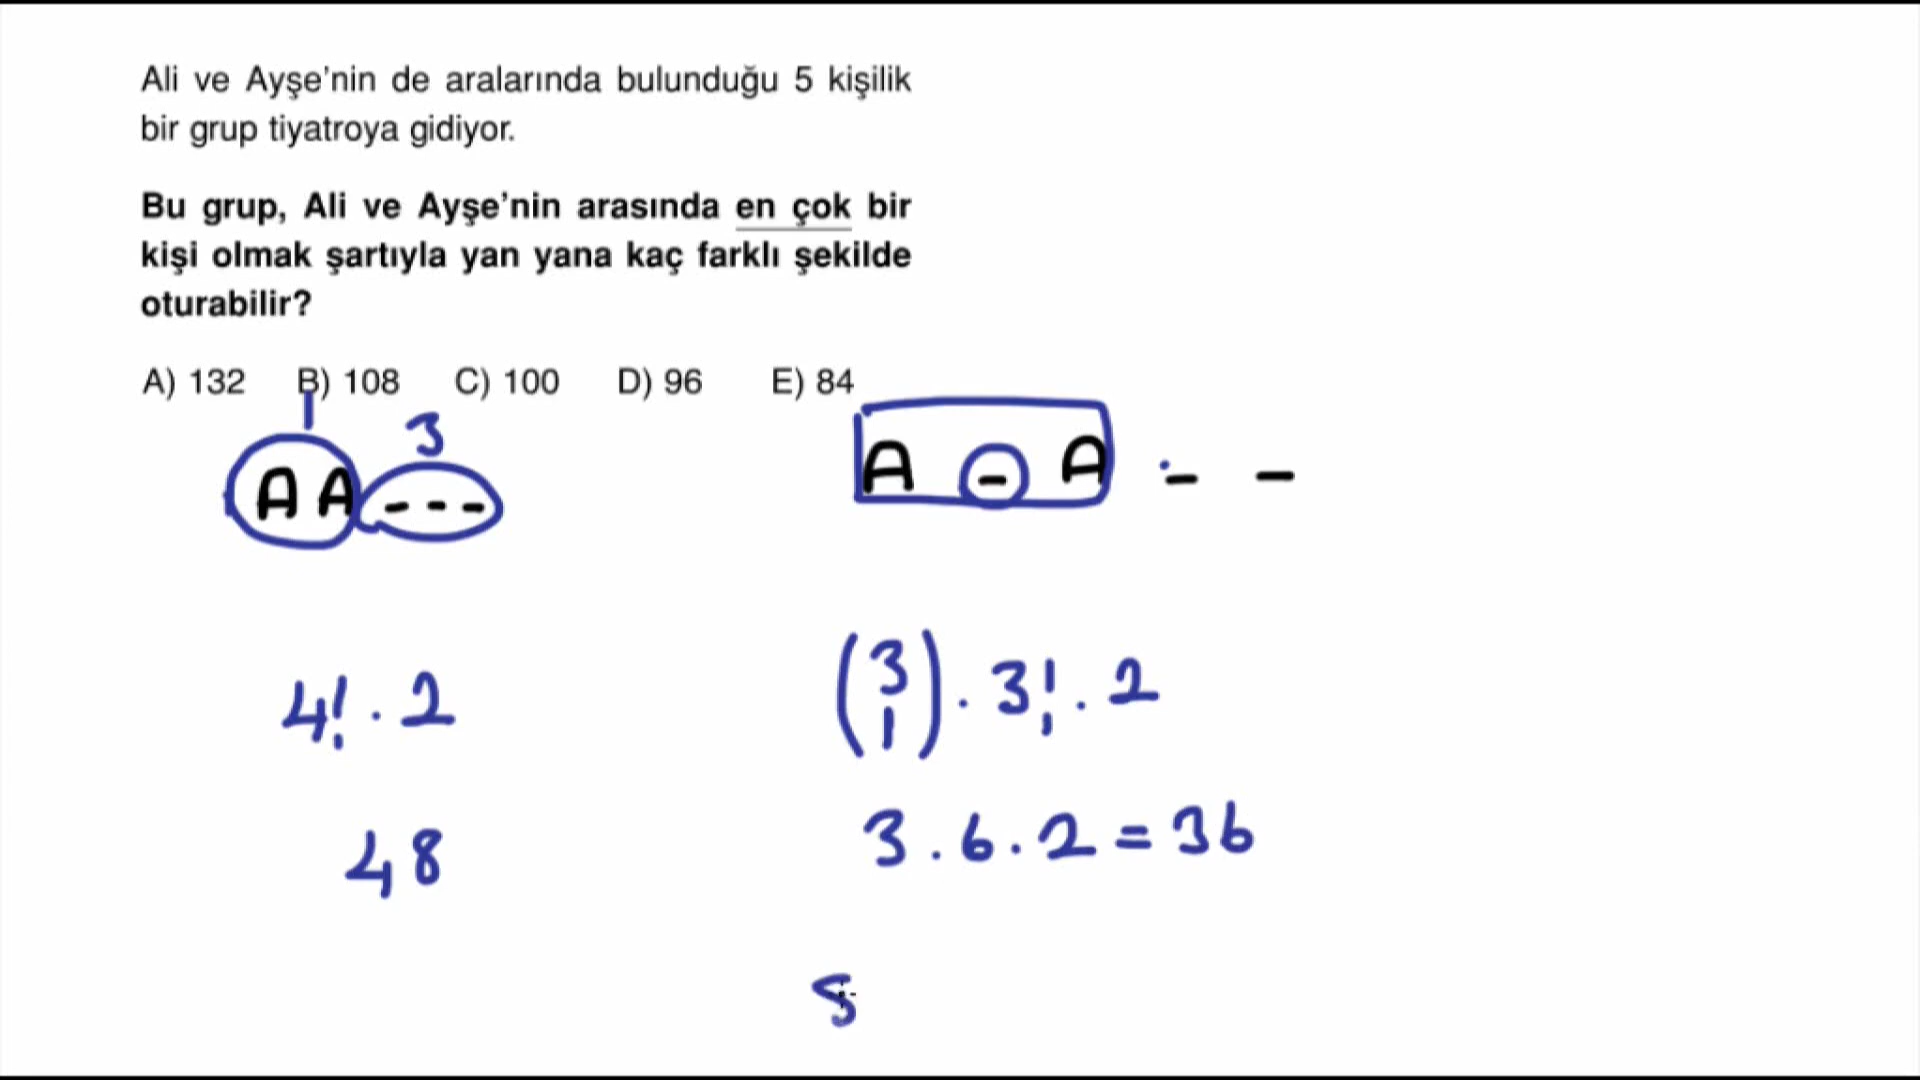 Ali ve Ayşe'nin de aralarında bulunduğu 5 kişilik
bir grup tiyatroya gidiyor.
Bu grup, Ali ve Ayşe'nin arasında en çok bir
kişi olmak şartıyla yan yana kaç farklı şekilde
oturabilir?
A) 132 B) 108 C) 100 D) 96 E) 84
1 3
A A - - -
A - A - -
4! . 2
(3 1) . 3! . 2
48
3 . 6 . 2 = 36
8